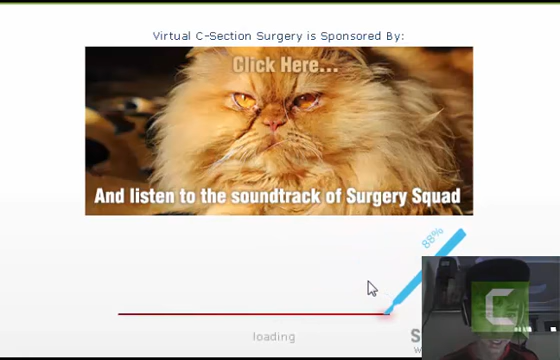 Virtual C-Section Surgery is Sponsored By:
Click Here...
And listen to the soundtrack of Surgery Squad
88%
loading